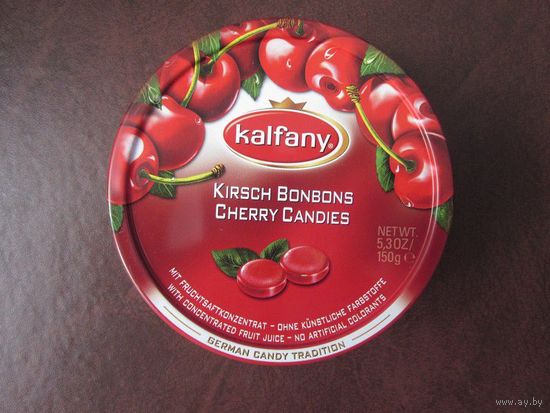 kalfany®
KIRSCH BONBONS
CHERRY CANDIES
NET WT.
5,3 OZ/
150g ℮
MIT FRUCHTSAFTKONZENTRAT - OHNE KÜNSTLICHE FARBSTOFFE
WITH CONCENTRATED FRUIT JUICE - NO ARTIFICIAL COLORANTS
GERMAN CANDY TRADITION
www.ay.by